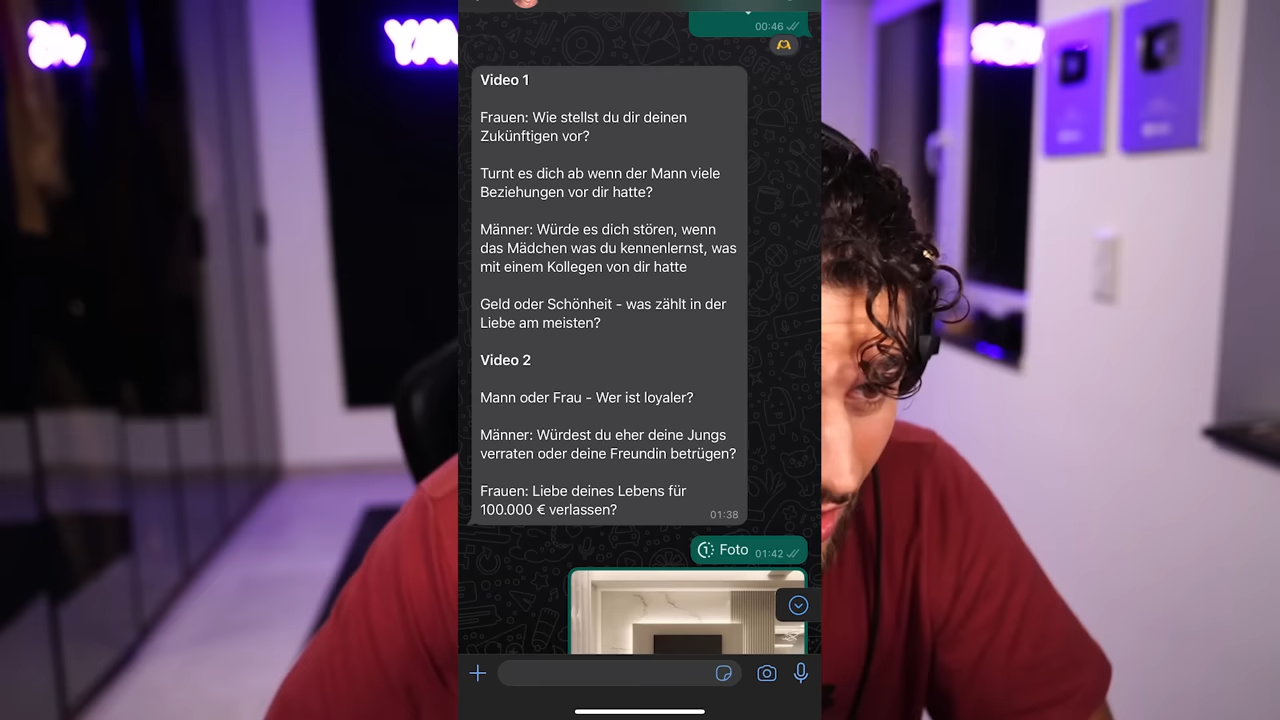 00:46
Video 1
Frauen: Wie stellst du dir deinen
Zukünftigen vor?
Turnt es dich ab wenn der Mann viele
Beziehungen vor dir hatte?
Männer: Würde es dich stören, wenn
das Mädchen was du kennenlernst, was
mit einem Kollegen von dir hatte
Geld oder Schönheit - was zählt in der
Liebe am meisten?
Video 2
Mann oder Frau - Wer ist loyaler?
Männer: Würdest du eher deine Jungs
verraten oder deine Freundin betrügen?
Frauen: Liebe deines Lebens für
100.000 € verlassen?
01:38
1 Foto 01:42